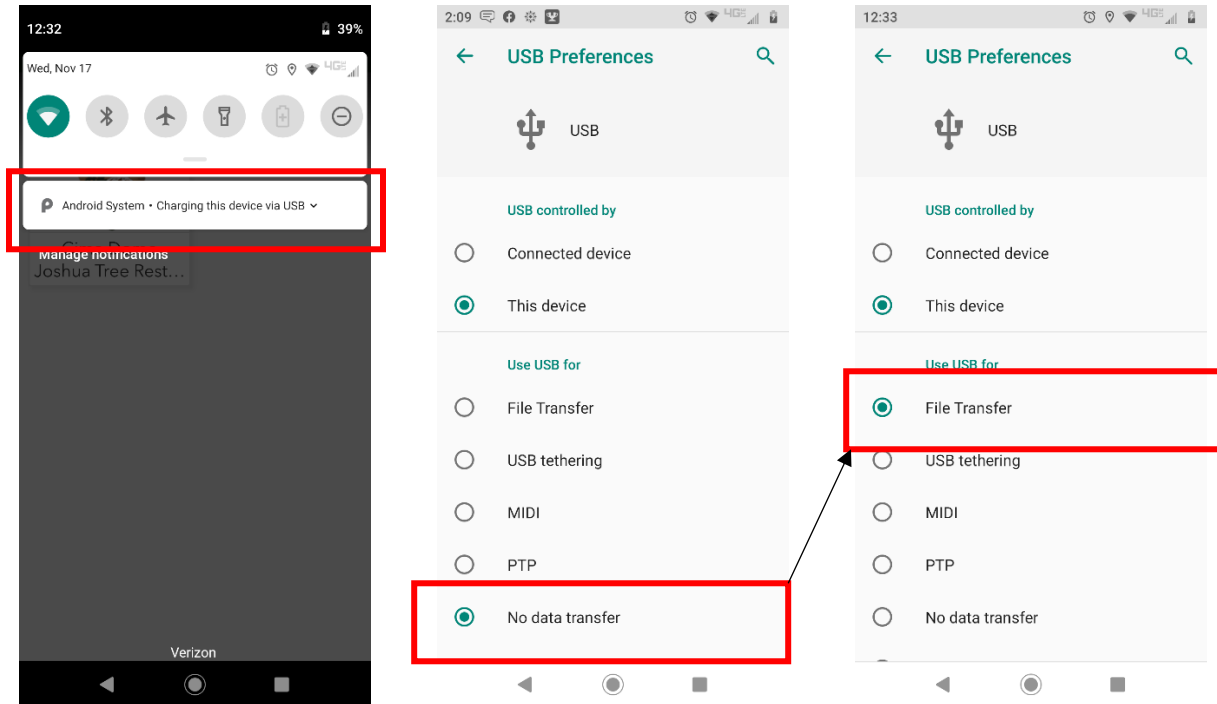 12:32
39%
Wed, Nov 17
4GE
Android System • Charging this device via USB
Manage notifications
Joshua Tree Rest...
Verizon
2:09
4GE
USB Preferences
USB
USB controlled by
Connected device
This device
Use USB for
File Transfer
USB tethering
MIDI
PTP
No data transfer
12:33
4GE
USB Preferences
USB
USB controlled by
Connected device
This device
Use USB for
File Transfer
USB tethering
MIDI
PTP
No data transfer